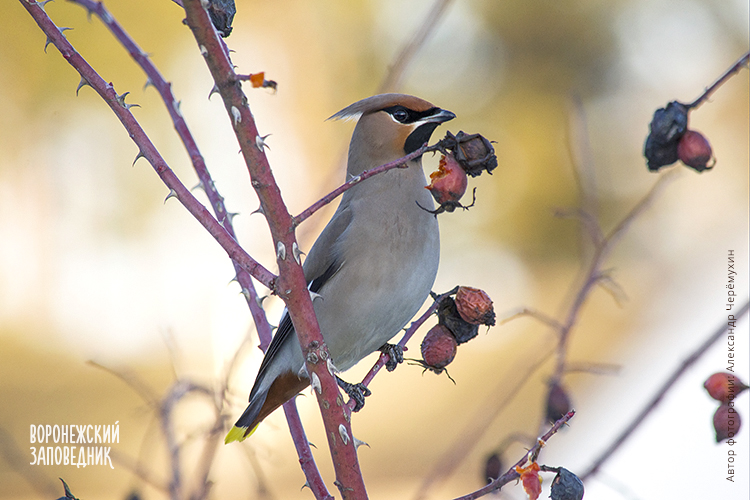 ВОРОНЕЖСКИЙ
ЗАПОВЕДНИК
Автор фотографии: Александр Черёмухин